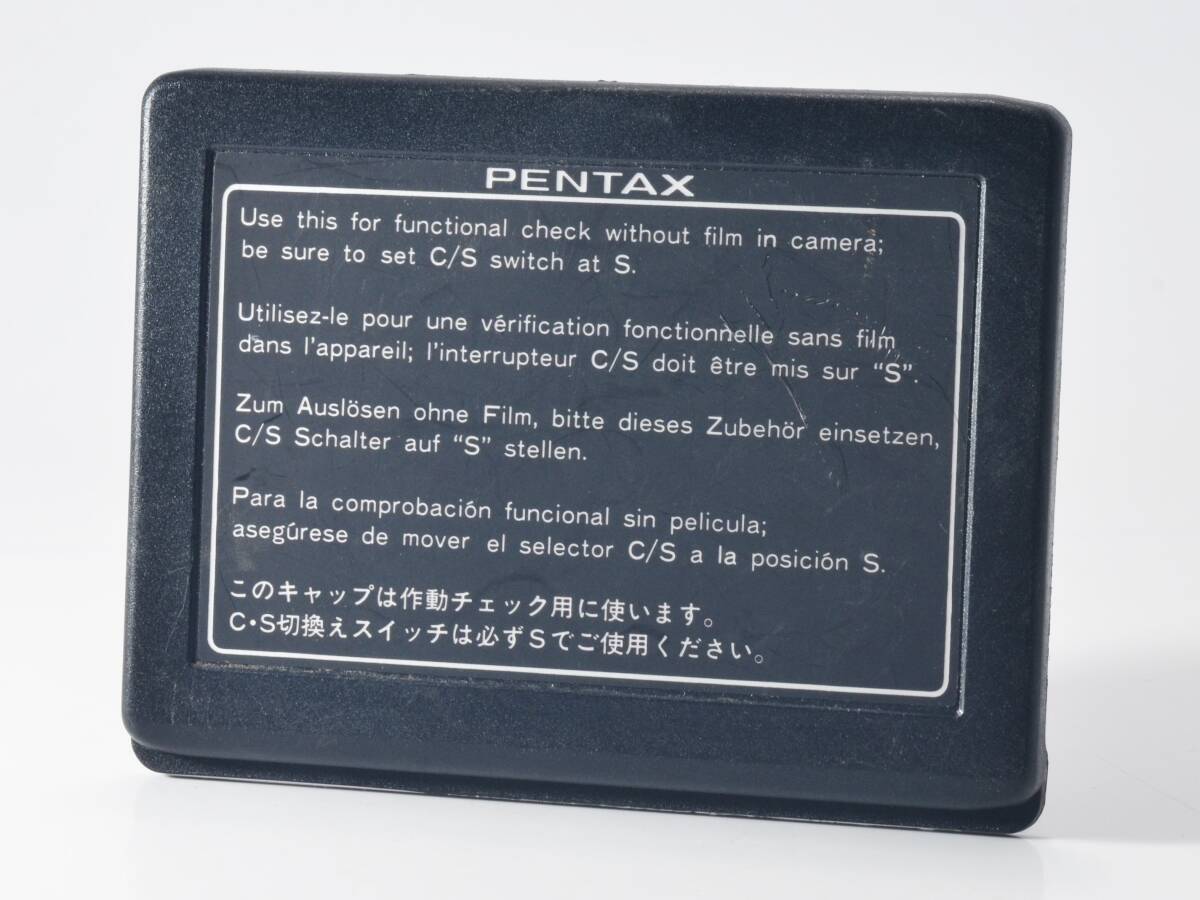 PENTAX
Use this for functional check without film in camera;
be sure to set C/S switch at S.
Utilisez-le pour une vérification fonctionnelle sans film
dans l'appareil; l'interrupteur C/S doit être mis sur “S”.
Zum Auslösen ohne Film, bitte dieses Zubehör einsetzen,
C/S Schalter auf “S” stellen.
Para la comprobación funcional sin pelicula;
asegúrese de mover el selector C/S a la posición S.
このキャップは作動チェック用に使います。
C・S切換えスイッチは必ずSでご使用ください。